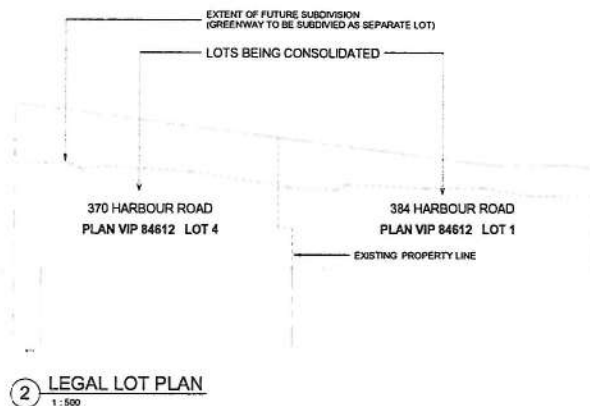 EXTENT OF FUTURE SUBDIVISION
(GREENWAY TO BE SUBDIVIED AS SEPARATE LOT)
LOTS BEING CONSOLIDATED
370 HARBOUR ROAD
PLAN VIP 84612 LOT 4
384 HARBOUR ROAD
PLAN VIP 84612 LOT 1
EXISTING PROPERTY LINE
2 LEGAL LOT PLAN
1:500